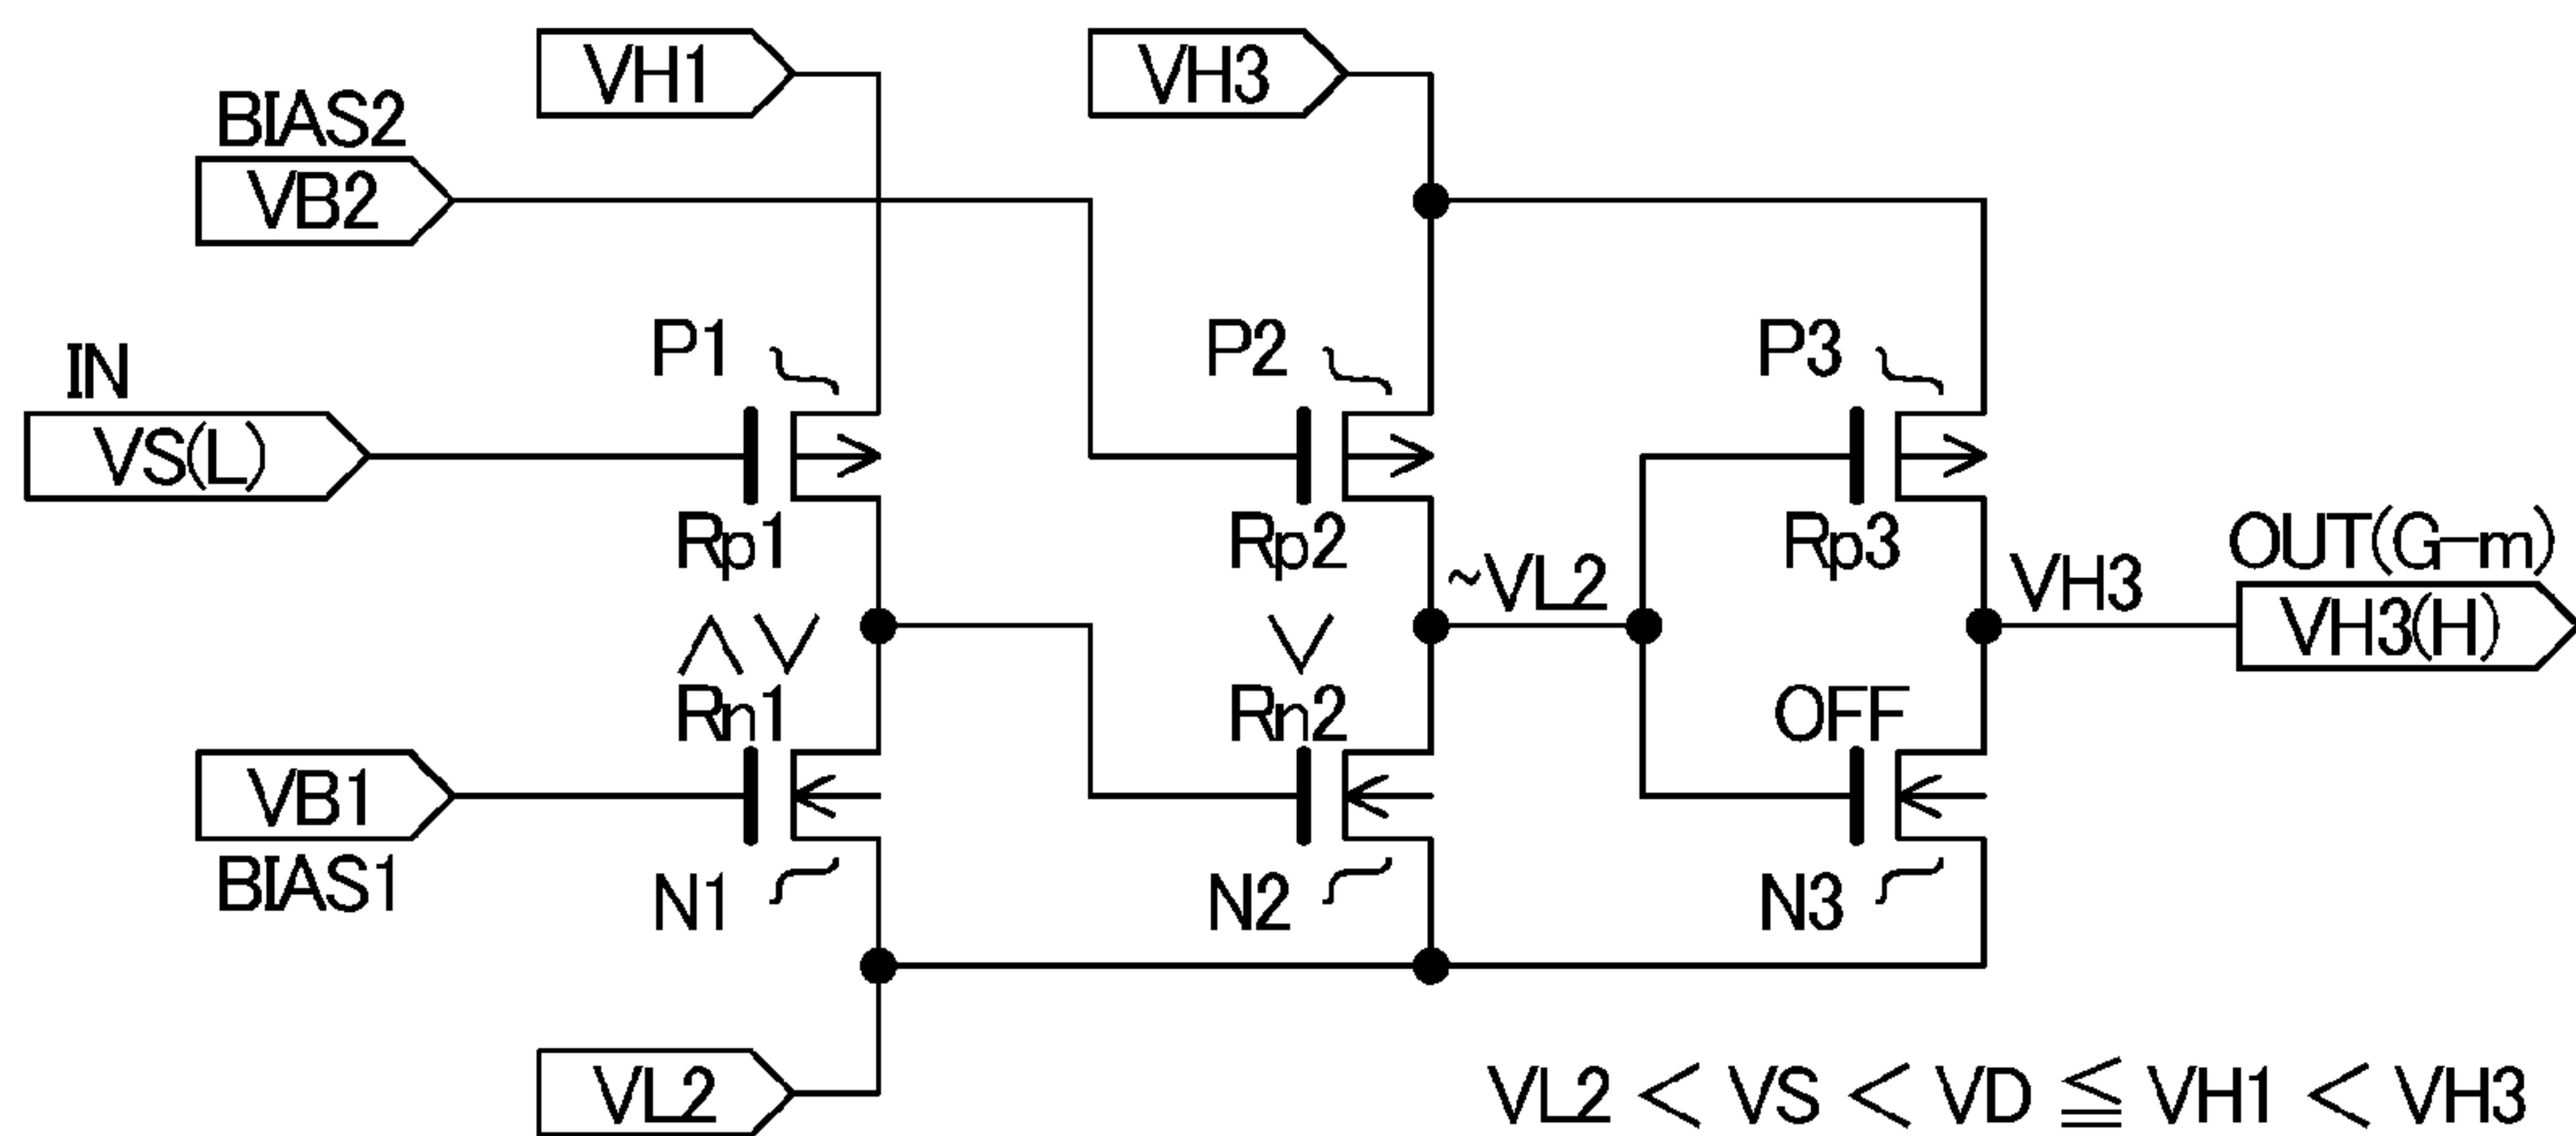 VH1
VH3
BIAS2
VB2
P1
P2
P3
IN
VS(L)
Rp1
Rp2
Rp3
OUT(G-m)
~VL2
VH3
VH3(H)
∧∨
∨
Rn1
Rn2
OFF
VB1
BIAS1
N1
N2
N3
VL2
VL2 < VS < VD ≦ VH1 < VH3